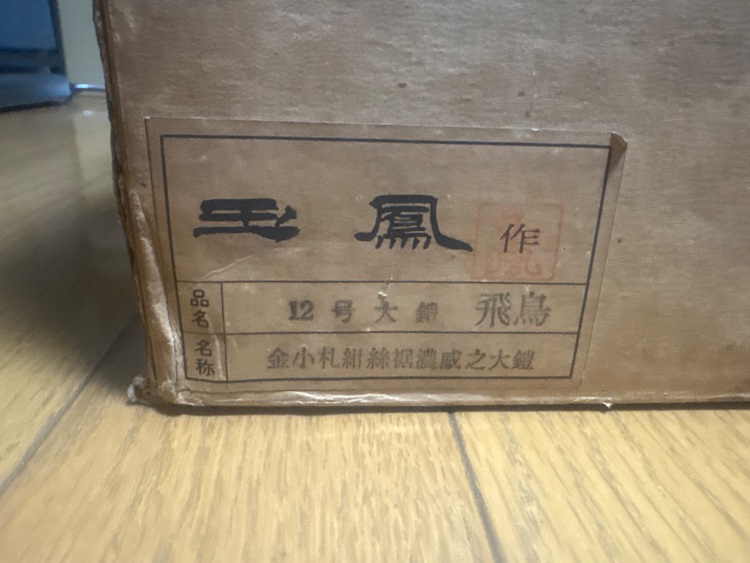 玉鳳 作
品名 12号大鎧 飛鳥
名称 金小札紺絲裾濃威之大鎧